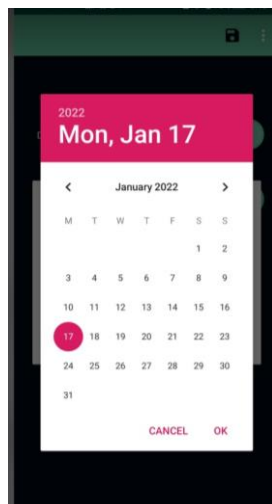 2022
Mon, Jan 17
January 2022
M T W T F S S
1 2
3 4 5 6 7 8 9
10 11 12 13 14 15 16
17 18 19 20 21 22 23
24 25 26 27 28 29 30
31
CANCEL OK